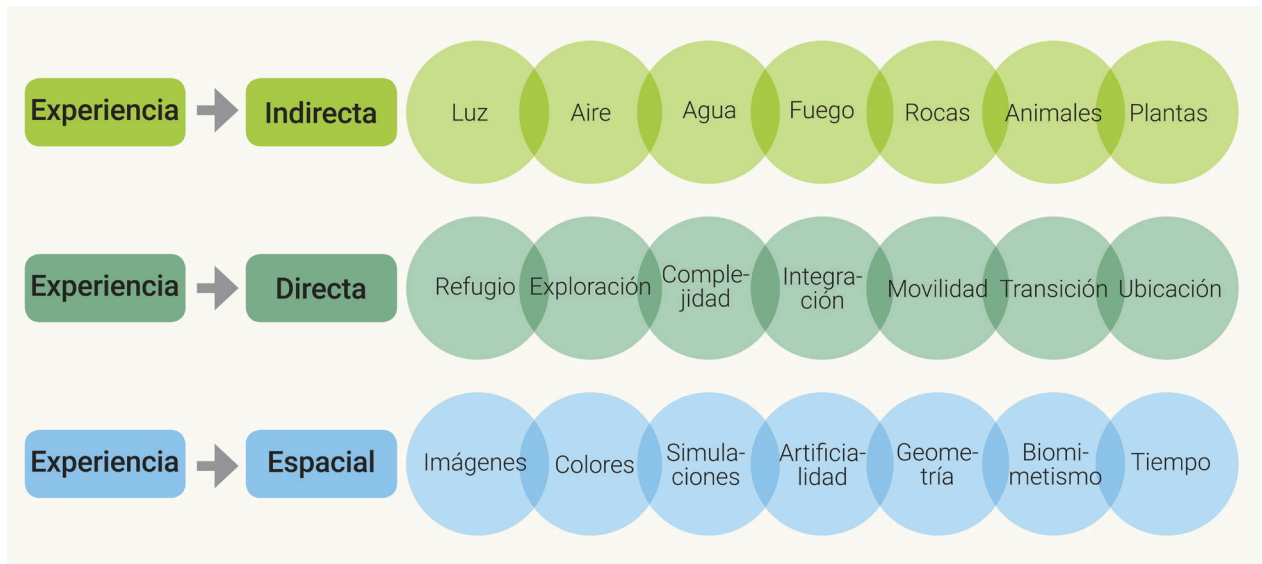 Experiencia Indirecta Luz Aire Agua Fuego Rocas Animales Plantas
Experiencia Directa Refugio Exploración Comple-
jidad Integra-
ción Movilidad Transición Ubicación
Experiencia Espacial Imágenes Colores Simula-
ciones Artificia-
lidad Geome-
tría Biomi-
metismo Tiempo